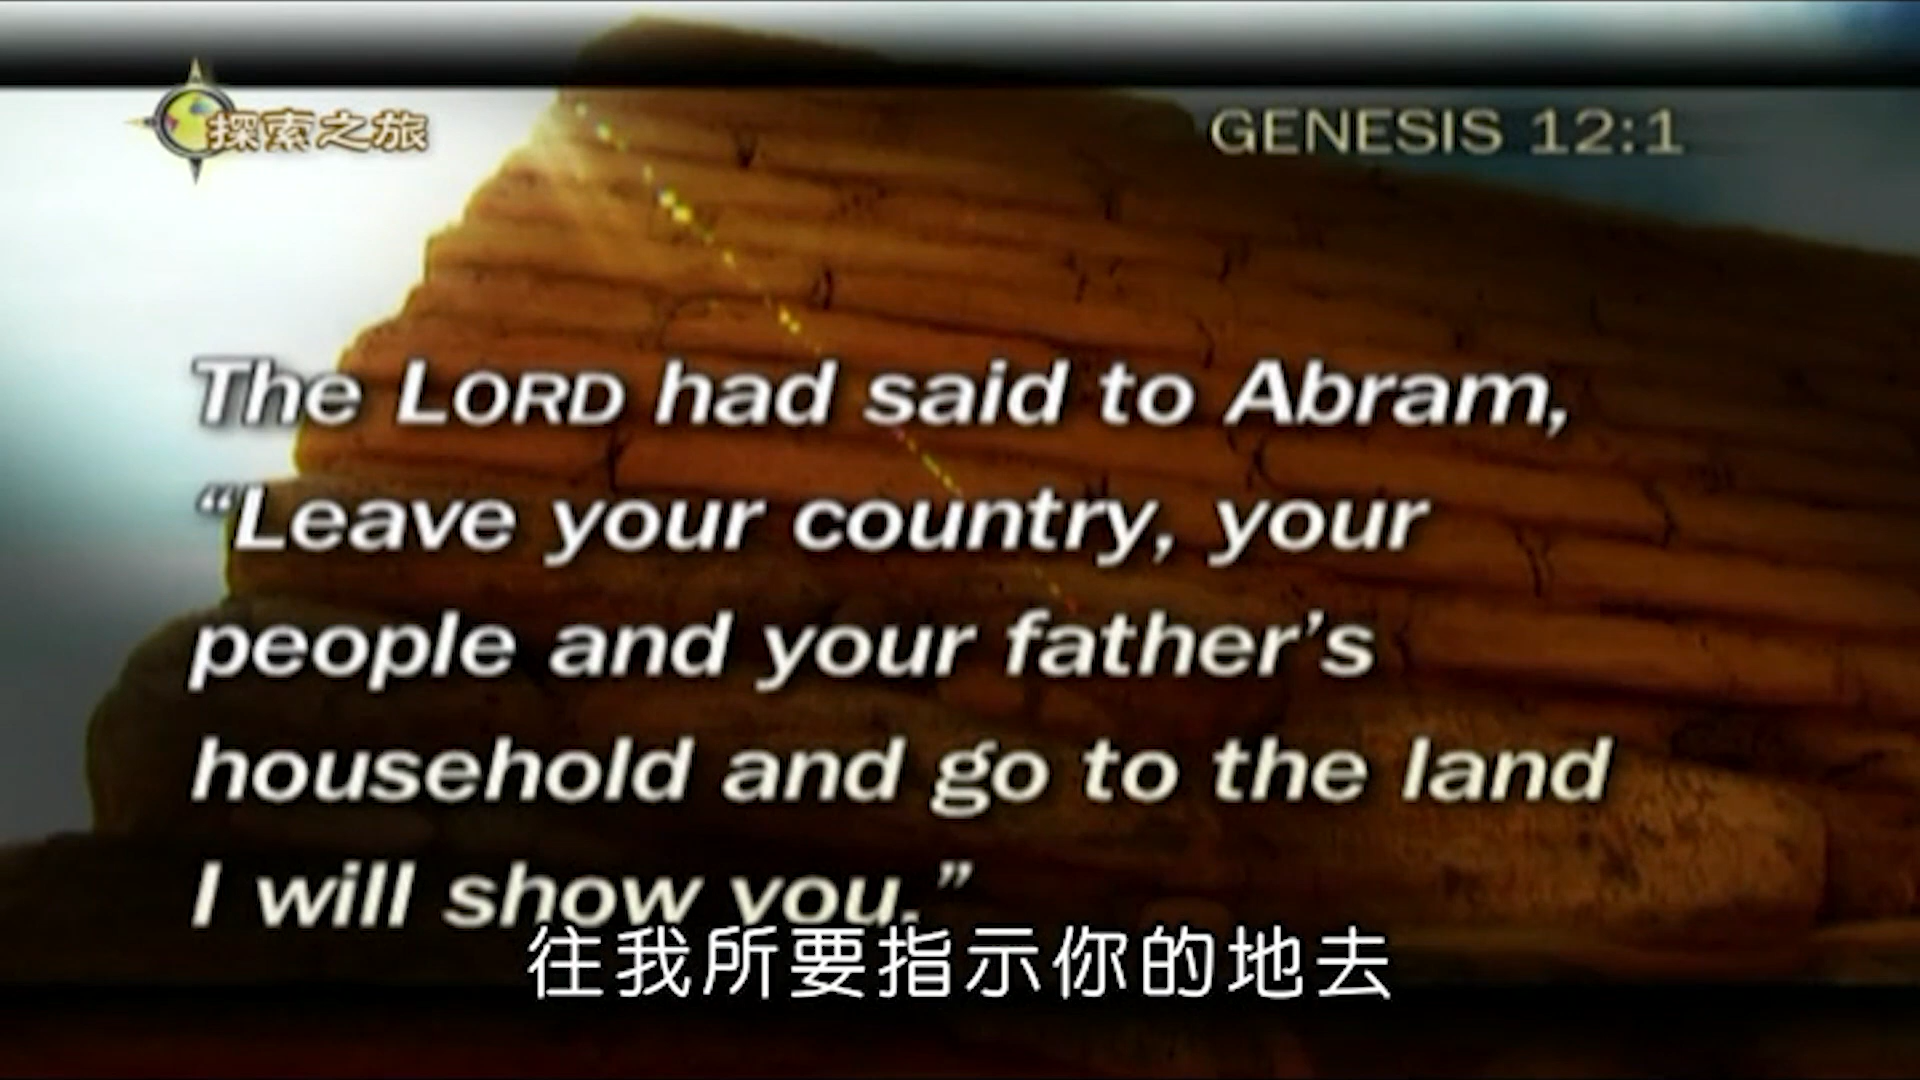 探索之旅
GENESIS 12:1
The LORD had said to Abram,
“Leave your country, your
people and your father’s
household and go to the land
I will show you.”
往我所要指示你的地去